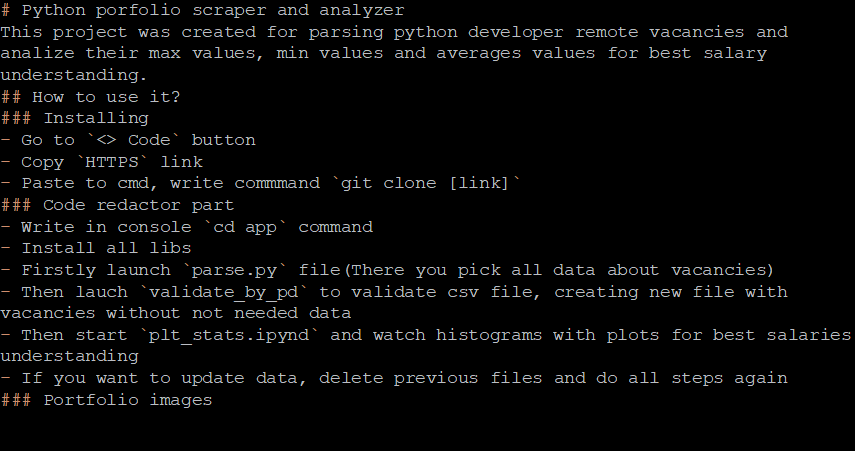 # Python porfolio scraper and analyzer
This project was created for parsing python developer remote vacancies and
analize their max values, min values and averages values for best salary
understanding.
## How to use it?
### Installing
- Go to `<> Code` button
- Copy `HTTPS` link
- Paste to cmd, write commmand `git clone [link]`
### Code redactor part
- Write in console `cd app` command
- Install all libs
- Firstly launch `parse.py` file(There you pick all data about vacancies)
- Then lauch `validate_by_pd` to validate csv file, creating new file with
vacancies without not needed data
- Then start `plt_stats.ipynd` and watch histograms with plots for best salaries
understanding
- If you want to update data, delete previous files and do all steps again
### Portfolio images